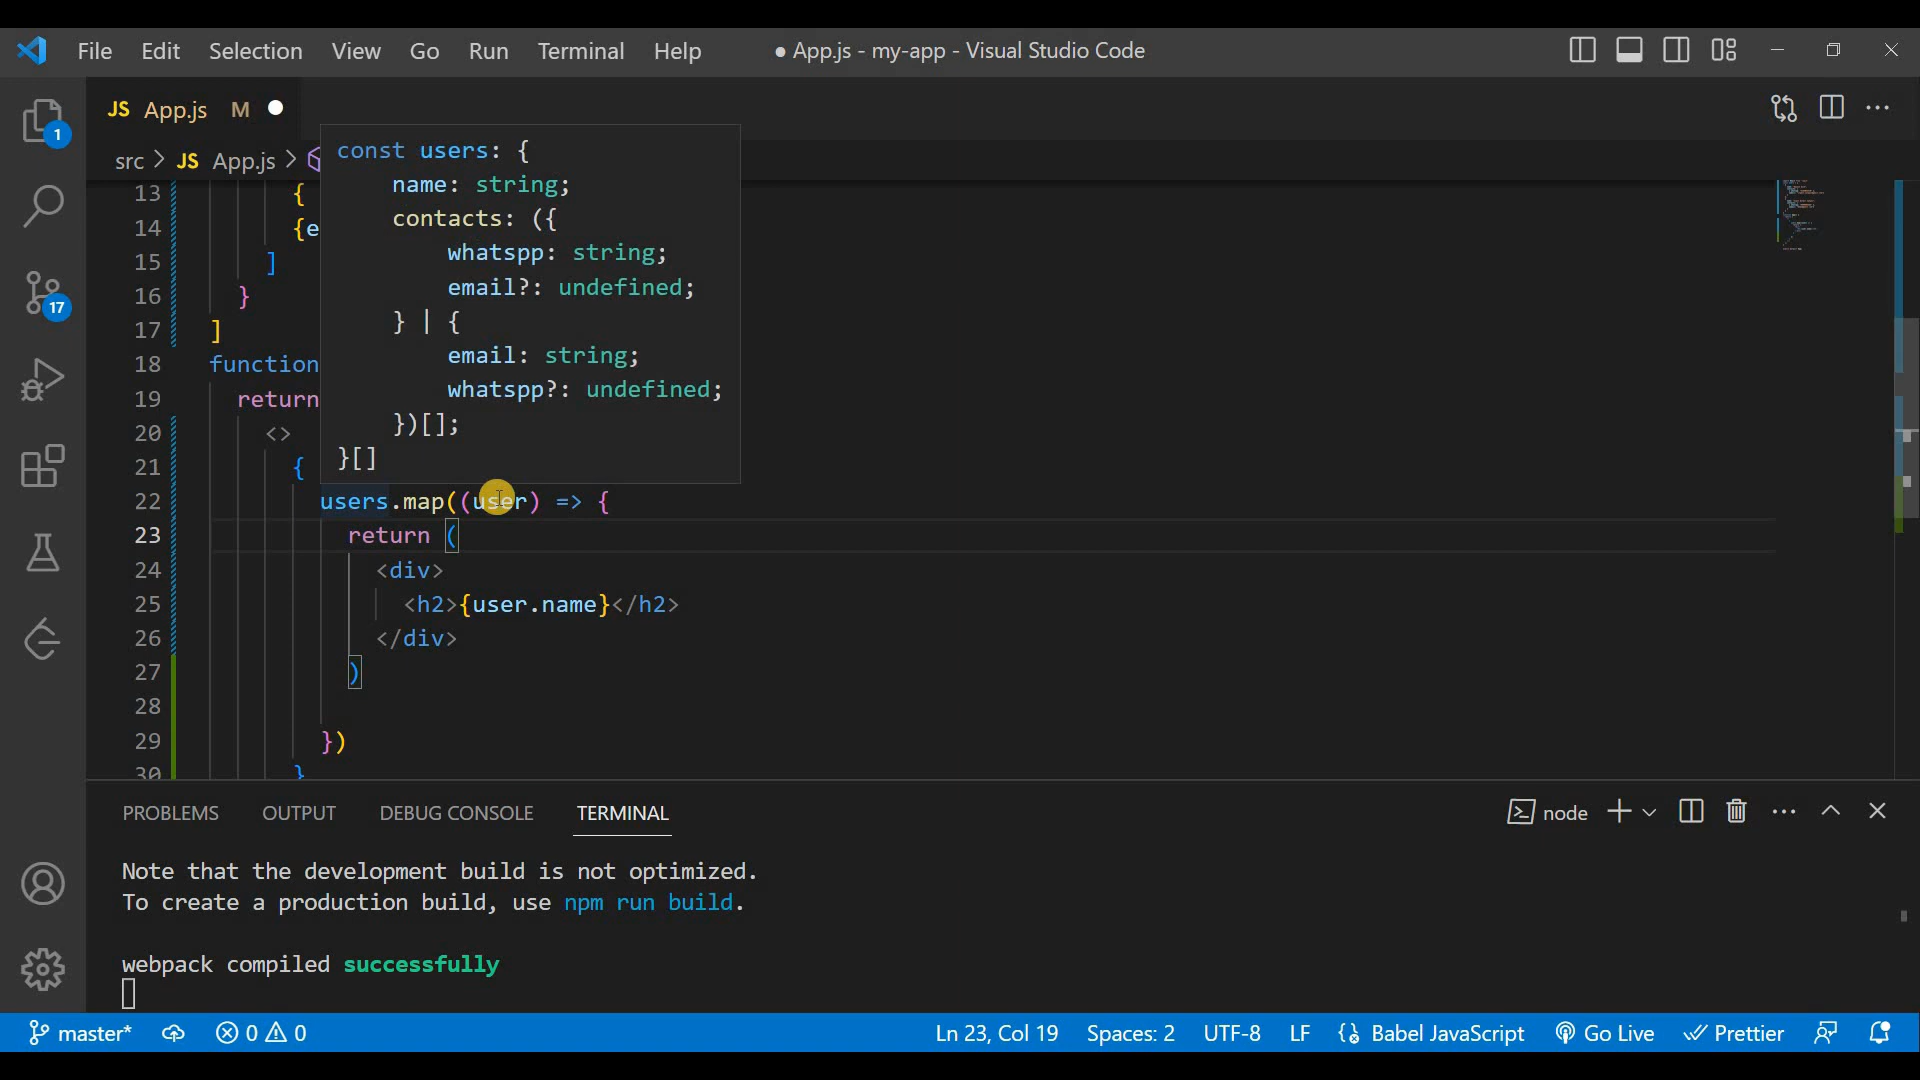 File Edit Selection View Go Run Terminal Help ● App.js - my-app - Visual Studio Code
JS App.js M ●
src > JS App.js >
const users: {
name: string;
contacts: ({
whatspp: string;
email?: undefined;
} | {
email: string;
whatspp?: undefined;
})[];
}[]
13 {
14 {e
15 ]
16 }
17 ]
18 function
19 return
20 <>
21 {
22 users.map((user) => {
23 return (
24 <div>
25 <h2>{user.name}</h2>
26 </div>
27 )
28
29 })
30 }
1
17
PROBLEMS OUTPUT DEBUG CONSOLE TERMINAL node
Note that the development build is not optimized.
To create a production build, use npm run build.
webpack compiled successfully
master* 0 0 Ln 23, Col 19 Spaces: 2 UTF-8 LF Babel JavaScript Go Live Prettier